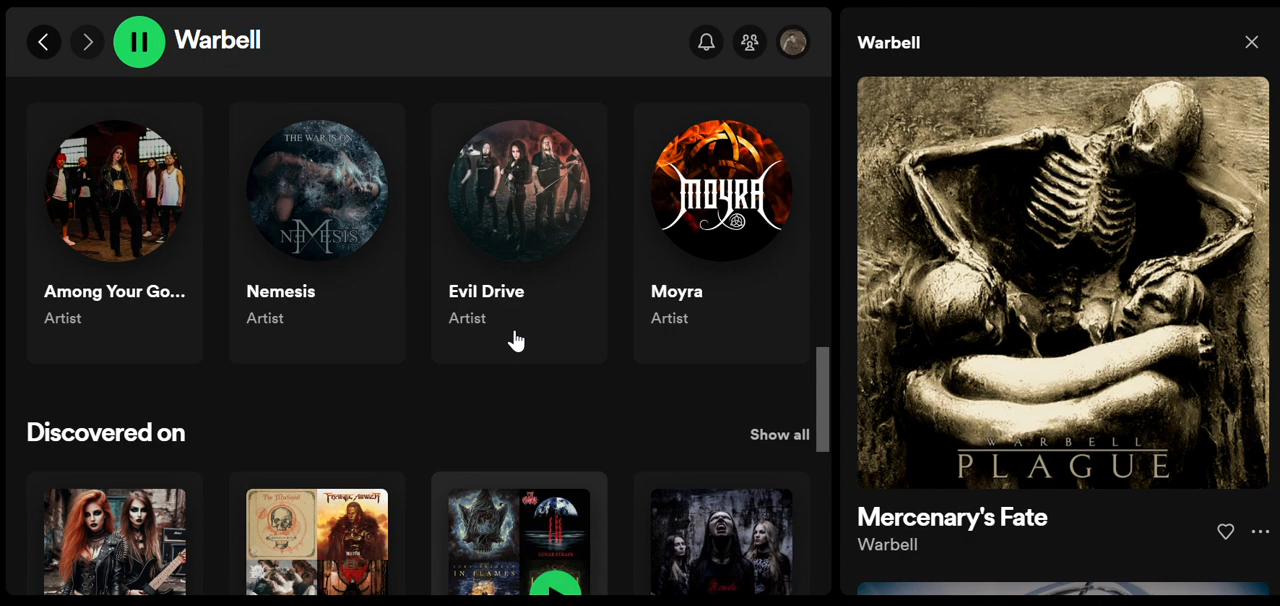 Warbell
THE WAR IS ON
NEMESIS
MOYRA
Among Your Go...
Artist
Nemesis
Artist
Evil Drive
Artist
Moyra
Artist
Discovered on
Show all
IN FLAMES
Warbell
WARBELL
PLAGUE
Mercenary's Fate
Warbell